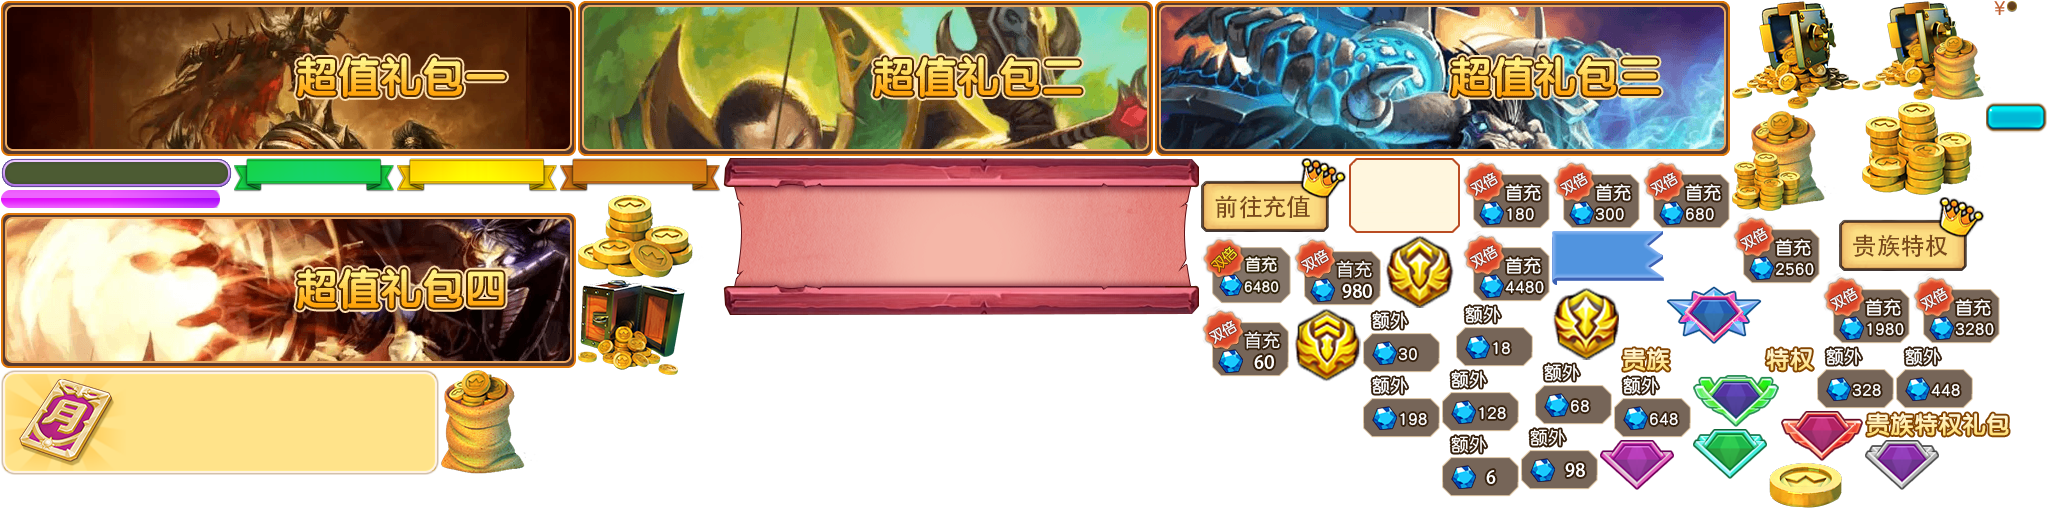 超值礼包一
超值礼包二
超值礼包三
¥
前往充值
双倍
首充
180
双倍
首充
300
双倍
首充
680
双倍
首充
2560
贵族特权
双倍
首充
6480
双倍
首充
980
双倍
首充
4480
超值礼包四
双倍
首充
1980
双倍
首充
3280
双倍
首充
60
额外
30
额外
18
贵族
特权
额外
328
额外
448
月
额外
198
额外
128
额外
68
额外
648
贵族特权礼包
额外
6
额外
98